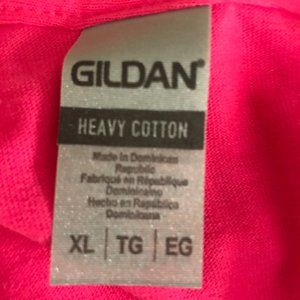 GILDAN®
HEAVY COTTON
Made in Dominican
Republic
Fabriqué en République
Dominicaine
Hecho en República
Dominicana
XL | TG | EG